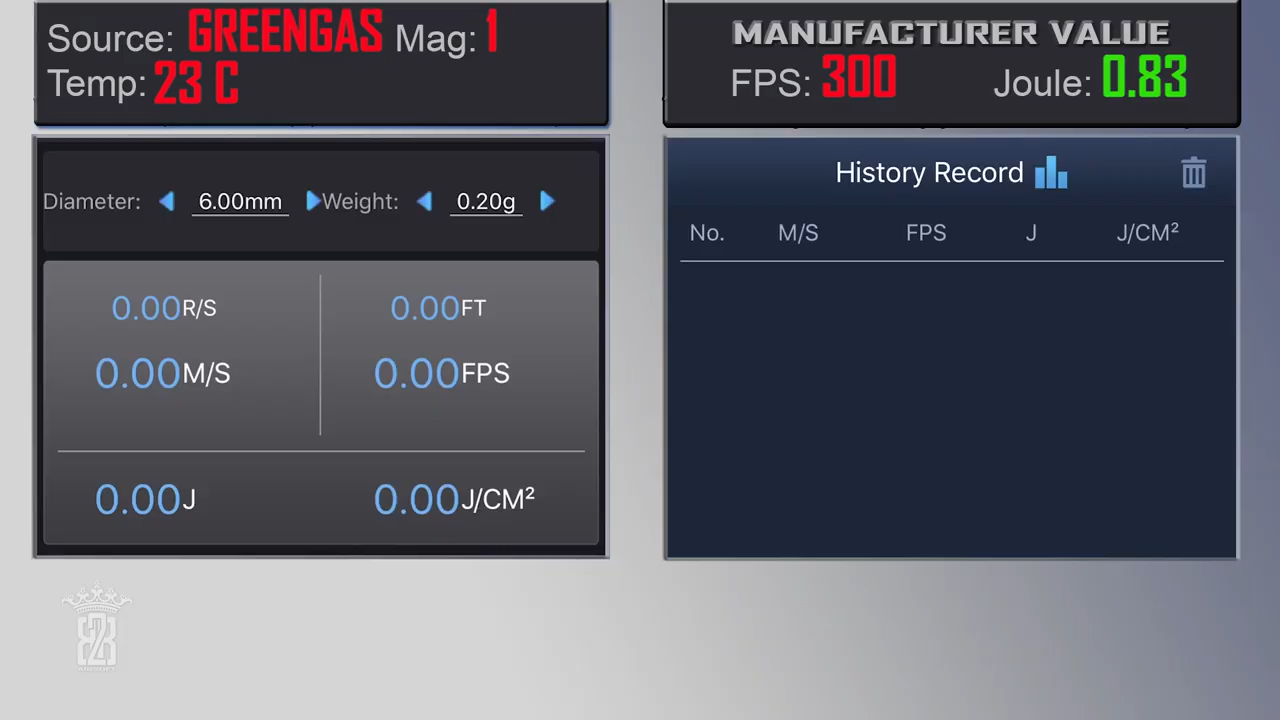 Source: GREENGAS Mag: 1
Temp: 23 C
MANUFACTURER VALUE
FPS: 300 Joule: 0.83
Diameter: 6.00mm Weight: 0.20g
0.00R/S 0.00FT
0.00M/S 0.00FPS
0.00J 0.00J/CM²
History Record
No. M/S FPS J J/CM²